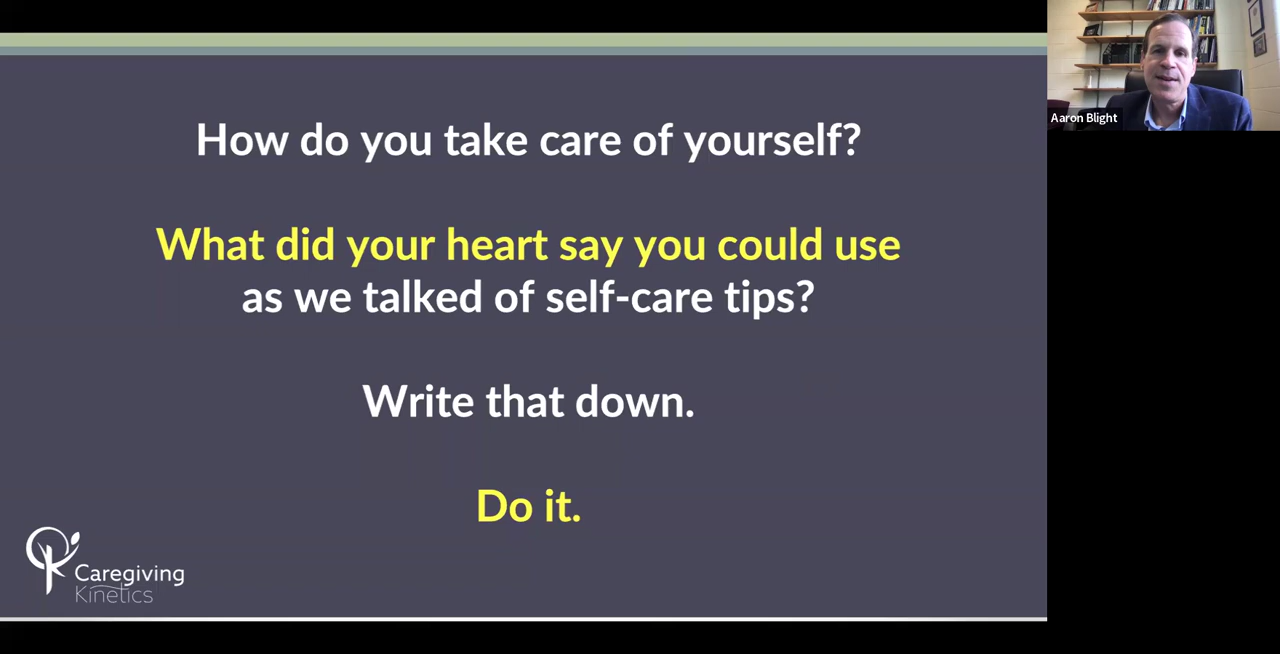 How do you take care of yourself?
What did your heart say you could use
as we talked of self-care tips?
Write that down.
Do it.
Caregiving
Kinetics
Aaron Blight